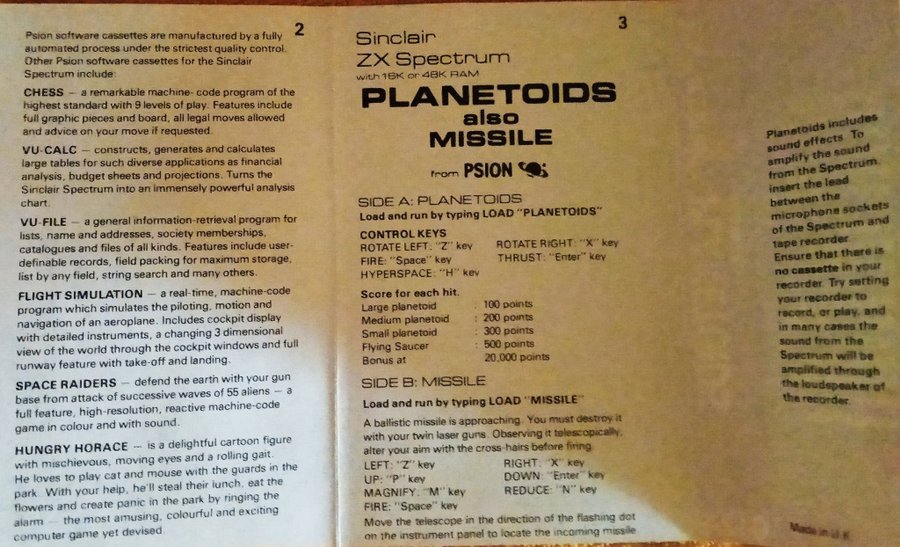 2
Psion software cassettes are manufactured by a fully
automated process under the strictest quality control.
Other Psion software cassettes for the Sinclair
Spectrum include:
CHESS — a remarkable machine- code program of the
highest standard with 9 levels of play. Features include
full graphic pieces and board, all legal moves allowed
and advice on your move if requested.
VU-CALC — constructs, generates and calculates
large tables for such diverse applications as financial
analysis, budget sheets and projections. Turns the
Sinclair Spectrum into an immensely powerful analysis
chart.
VU-FILE — a general information-retrieval program for
lists, name and addresses, society memberships,
catalogues and files of all kinds. Features include user-
definable records, field packing for maximum storage,
list by any field, string search and many others.
FLIGHT SIMULATION — a real-time, machine-code
program which simulates the piloting, motion and
navigation of an aeroplane. Includes cockpit display
with detailed instruments, a changing 3 dimensional
view of the world through the cockpit windows and full
runway feature with take-off and landing.
SPACE RAIDERS — defend the earth with your gun
base from attack of successive waves of 55 aliens — a
full feature, high-resolution, reactive machine-code
game in colour and with sound.
HUNGRY HORACE — is a delightful cartoon figure
with mischievous, moving eyes and a rolling gait.
He loves to play cat and mouse with the guards in the
park. With your help, he'll steal their lunch, eat the
flowers and create panic in the park by ringing the
alarm — the most amusing, colourful and exciting
computer game yet devised.
3
Sinclair
ZX Spectrum
with 16K or 48K RAM
PLANETOIDS
also
MISSILE
from PSION
SIDE A: PLANETOIDS
Load and run by typing LOAD "PLANETOIDS"
CONTROL KEYS
ROTATE LEFT: "Z" key ROTATE RIGHT: "X" key
FIRE: "Space" key THRUST: "Enter" key
HYPERSPACE: "H" key
Score for each hit.
Large planetoid : 100 points
Medium planetoid : 200 points
Small planetoid : 300 points
Flying Saucer : 500 points
Bonus at 20,000 points
SIDE B: MISSILE
Load and run by typing LOAD "MISSILE"
A ballistic missile is approaching. You must destroy it
with your twin laser guns. Observing it telescopically,
alter your aim with the cross-hairs before firing.
LEFT: "Z" key RIGHT: "X" key
UP: "P" key DOWN: "Enter" key
MAGNIFY: "M" key REDUCE: "N" key
FIRE: "Space" key
Move the telescope in the direction of the flashing dot
on the instrument panel to locate the incoming missile.
Planetoids includes
sound effects. To
amplify the sound
from the Spectrum,
insert the lead
between the
microphone sockets
of the Spectrum and
tape recorder.
Ensure that there is
no cassette in your
recorder. Try setting
your recorder to
record, or play, and
in many cases the
sound from the
Spectrum will be
amplified through
the loudspeaker of
the recorder.
Made in U.K.